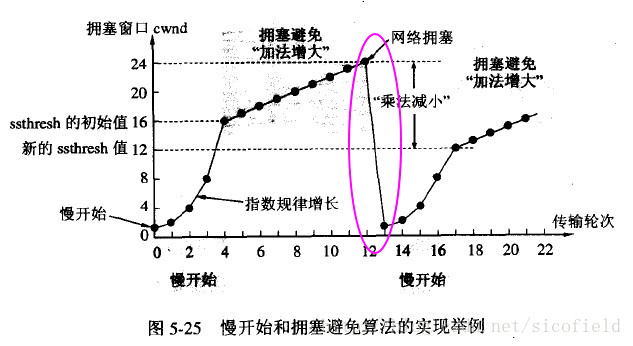 拥塞窗口 cwnd
拥塞避免
“加法增大”
网络拥塞
拥塞避免
“加法增大”
24
20
“乘法减小”
ssthresh 的初始值 16
新的 ssthresh 值 12
8
4
慢开始
0
指数规律增长
传输轮次
0 2 4 6 8 10 12 14 16 18 20 22
慢开始 慢开始
图 5-25 慢开始和拥塞避免算法的实现举例
net/sicofield